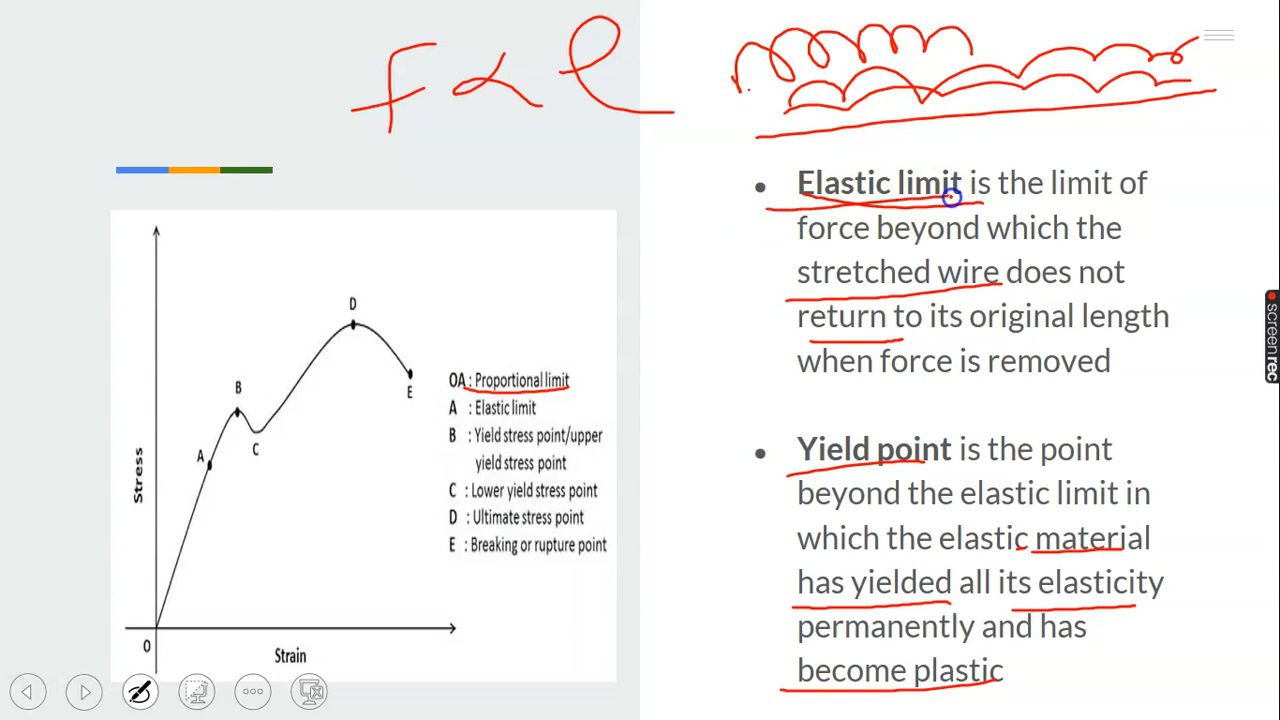 F ∝ e
• Elastic limit is the limit of
force beyond which the
stretched wire does not
return to its original length
when force is removed
• Yield point is the point
beyond the elastic limit in
which the elastic material
has yielded all its elasticity
permanently and has
become plastic
Stress
A
B
C
D
E
O
Strain
OA : Proportional limit
A : Elastic limit
B : Yield stress point/upper
yield stress point
C : Lower yield stress point
D : Ultimate stress point
E : Breaking or rupture point
screenrec